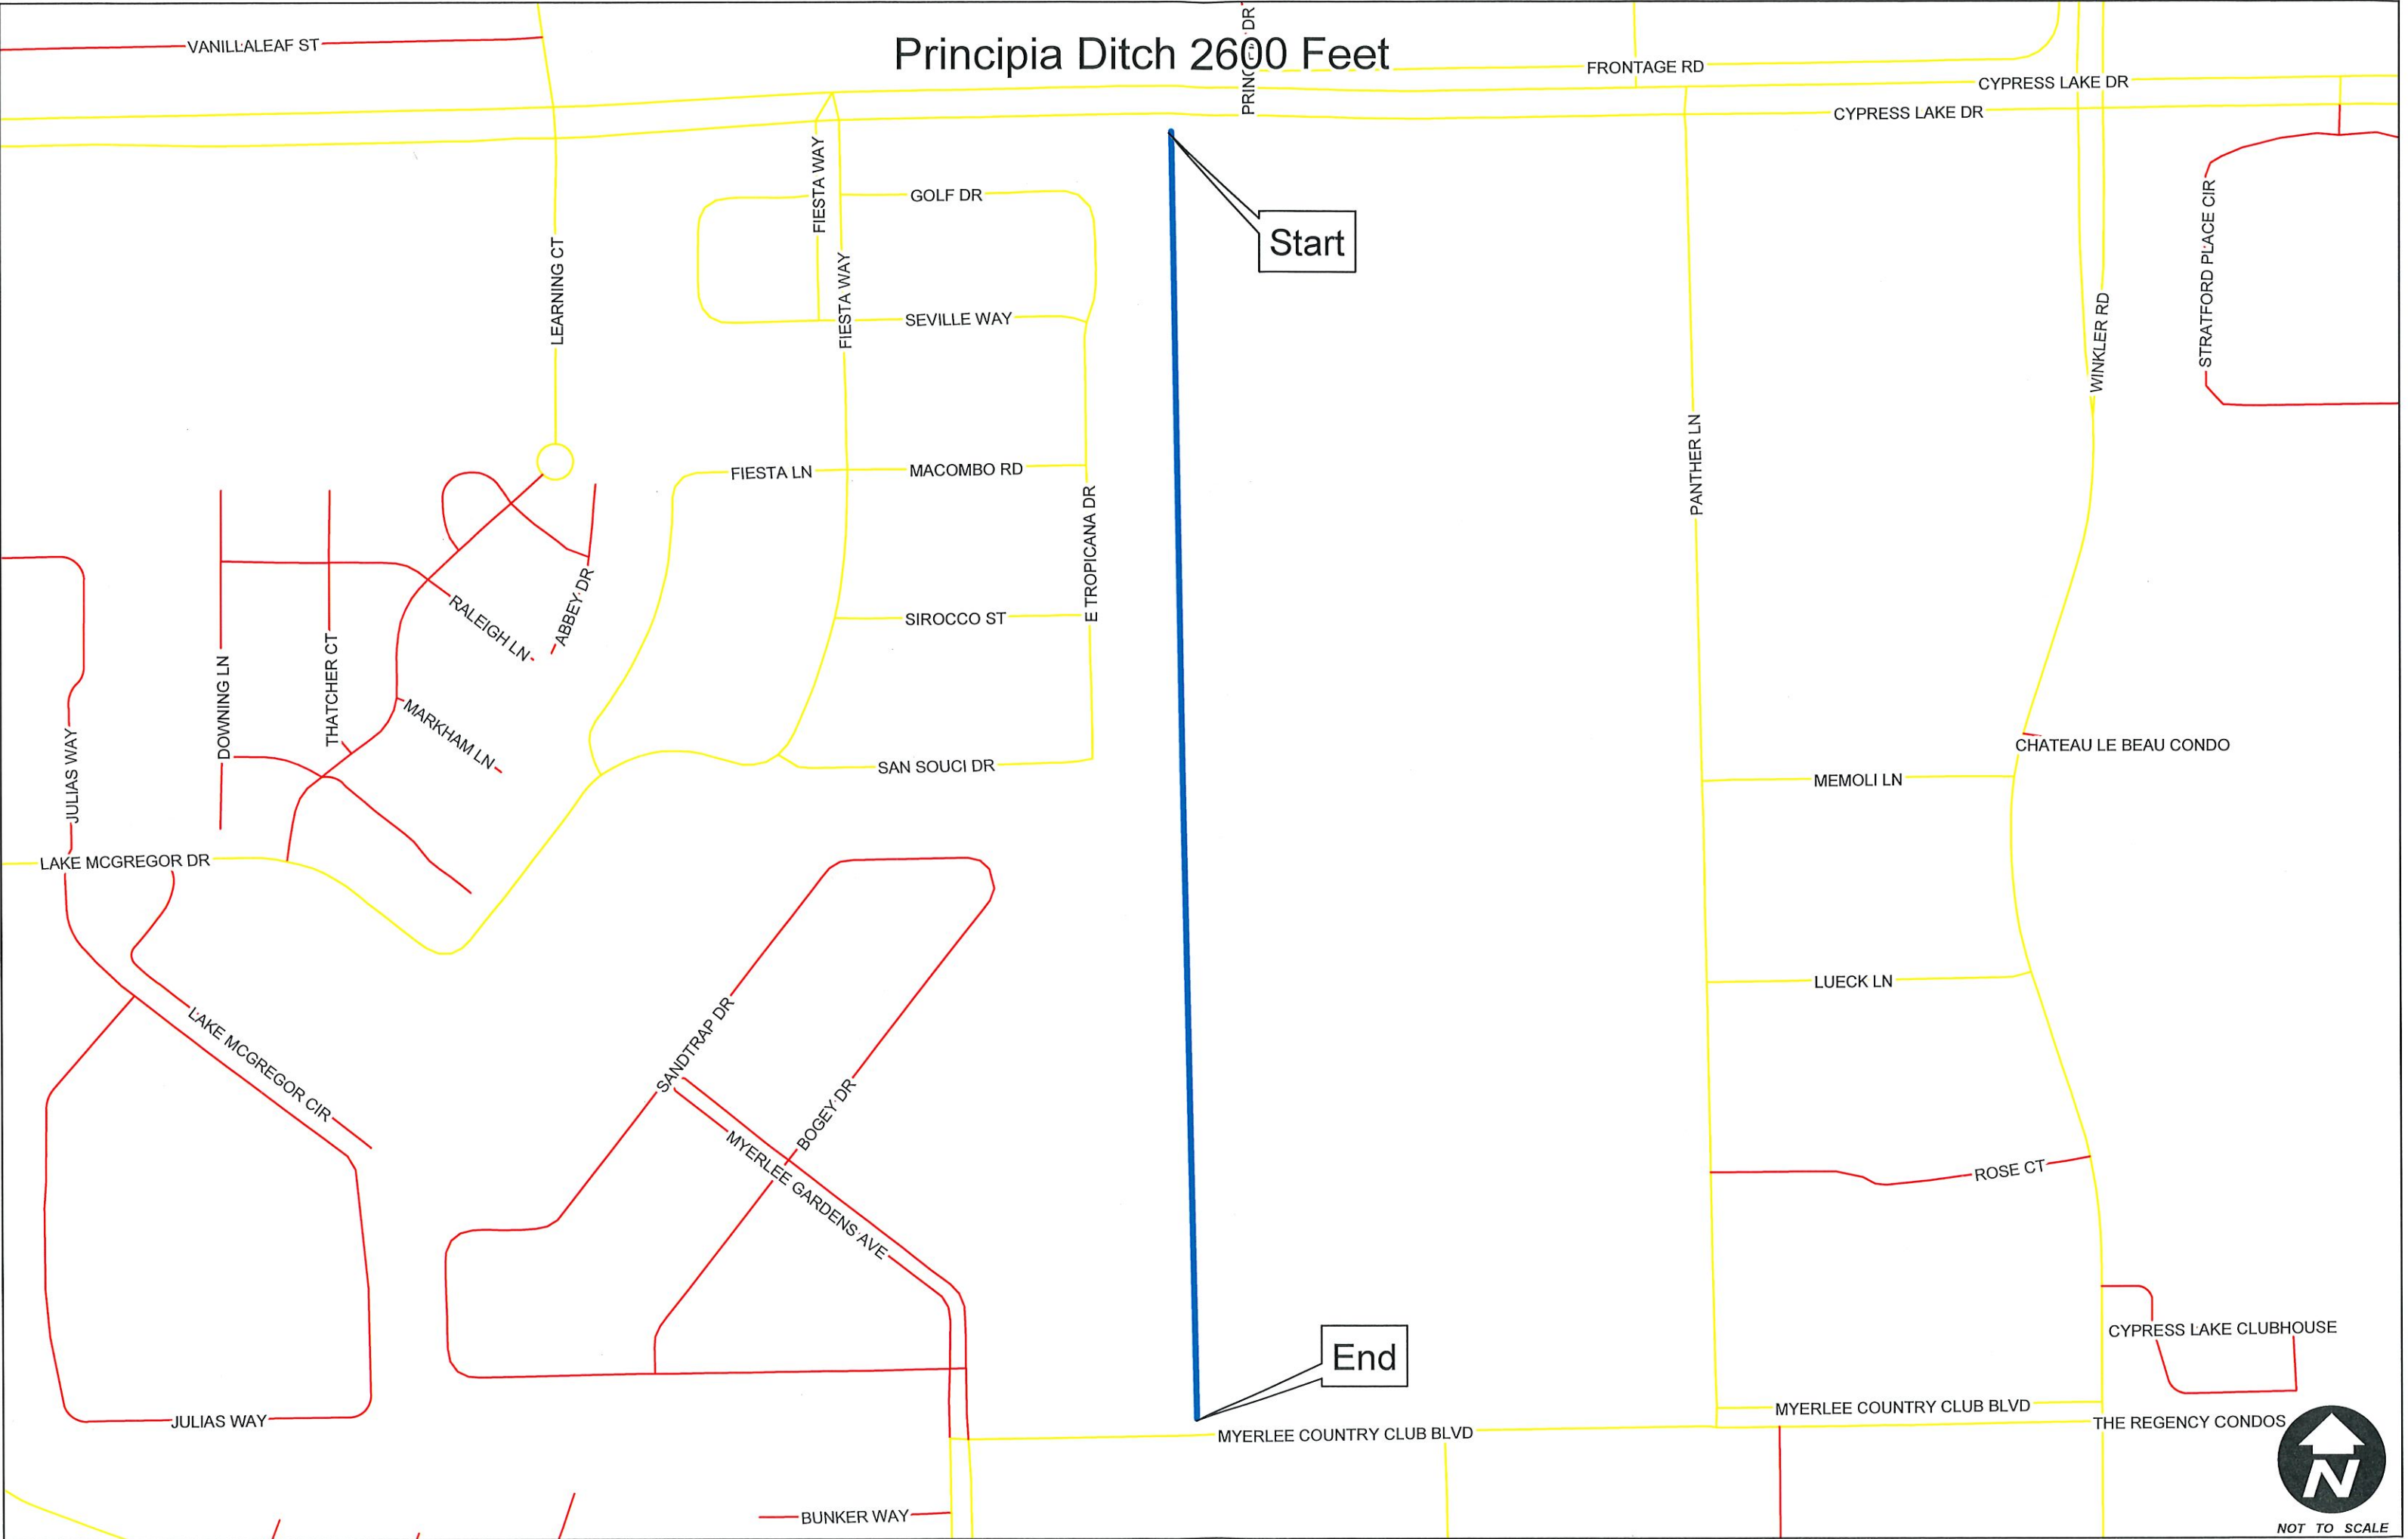 VANILLALEAF ST
Principia Ditch 2600 Feet
DR
FRONTAGE RD
CYPRESS LAKE DR
CYPRESS LAKE DR
FIESTA WAY
GOLF DR
STRATFORD PLACE CIR
Start
LEARNING CT
FIESTA WAY
SEVILLE WAY
WINKLER RD
PANTHER LN
FIESTA LN
MACOMBO RD
E TROPICANA DR
RALEIGH LN
ABBEY DR
SIROCCO ST
DOWNING LN
THATCHER CT
MARKHAM LN
JULIAS WAY
SAN SOUCI DR
CHATEAU LE BEAU CONDO
MEMOLI LN
LAKE MCGREGOR DR
LUECK LN
SANDTRAP DR
LAKE MCGREGOR CIR
BOGEY DR
MYERLEE GARDENS AVE
ROSE CT
CYPRESS LAKE CLUBHOUSE
End
MYERLEE COUNTRY CLUB BLVD
JULIAS WAY
THE REGENCY CONDOS
MYERLEE COUNTRY CLUB BLVD
N
BUNKER WAY
NOT TO SCALE